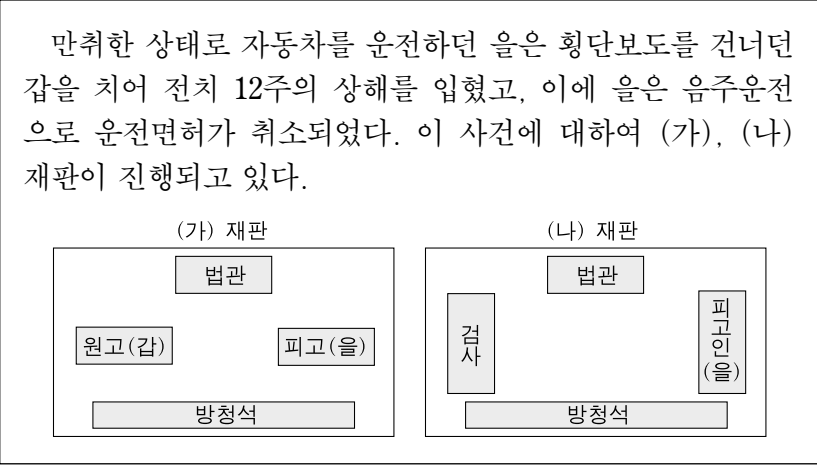 만취한 상태로 자동차를 운전하던 을은 횡단보도를 건너던
갑을 치어 전치 12주의 상해를 입혔고, 이에 을은 음주운전
으로 운전면허가 취소되었다. 이 사건에 대하여 (가), (나)
재판이 진행되고 있다.
(가) 재판
법관
원고(갑)
피고(을)
방청석
(나) 재판
법관
검사
피고인(을)
방청석